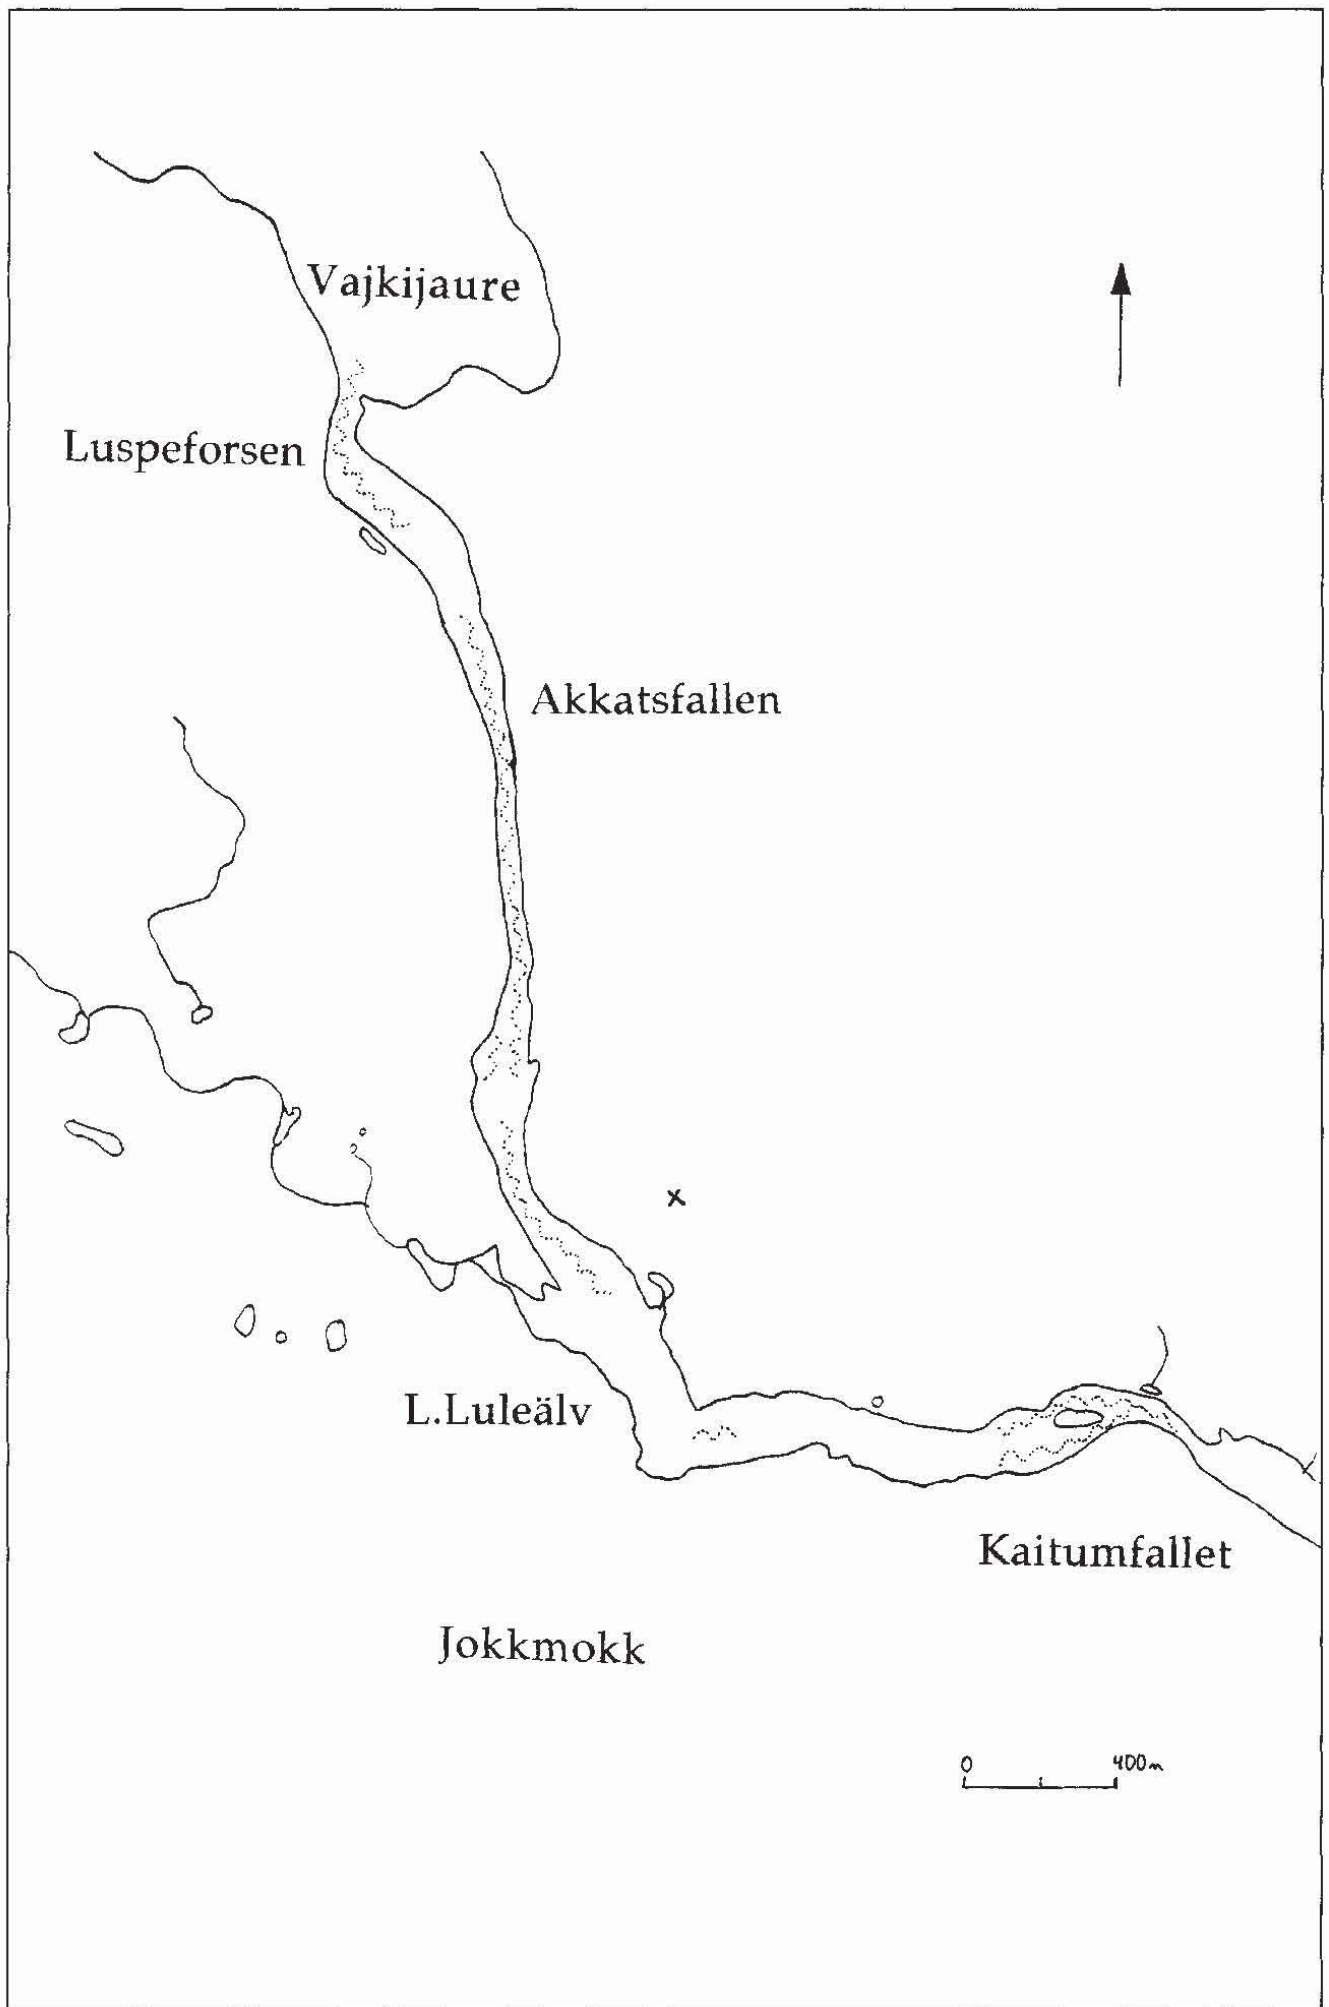 Vajkijaure
Luspeforsen
Akkatsfallen
x
L.Luleälv
Kaitumfallet
Jokkmokk
0 400m